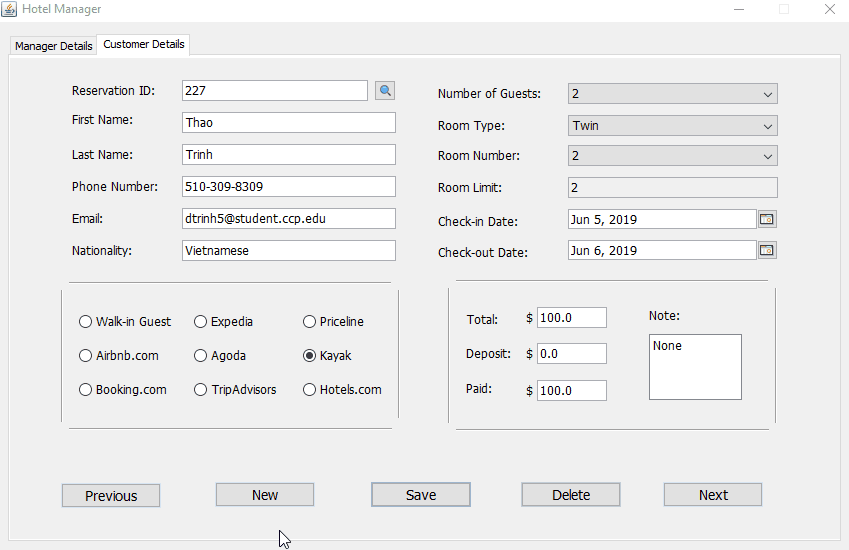 Hotel Manager
Manager Details Customer Details
Reservation ID: 227
First Name: Thao
Last Name: Trinh
Phone Number: 510-309-8309
Email: dtrinh5@student.ccp.edu
Nationality: Vietnamese
Number of Guests: 2
Room Type: Twin
Room Number: 2
Room Limit: 2
Check-in Date: Jun 5, 2019
Check-out Date: Jun 6, 2019
Walk-in Guest Expedia Priceline
Airbnb.com Agoda Kayak
Booking.com TripAdvisors Hotels.com
Total: $ 100.0
Deposit: $ 0.0
Paid: $ 100.0
Note:
None
Previous New Save Delete Next